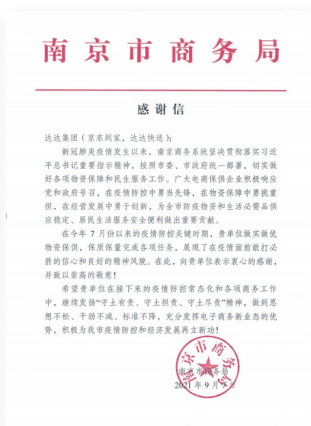 南京市商务局
感谢信
达达集团（京东到家，达达快送）：
新冠肺炎疫情发生以来，南京商务系统坚决贯彻落实习近
平总书记重要指示精神，按照市委、市政府统一部署，切实做
好各项物资保障和民生服务工作。广大电商保供企业积极响应
党和政府号召，在疫情防控中勇当先锋，在物资保障中勇挑重
担，在经营发展中勇于创新，为全市防疫物资和生活必需品供
应稳定、居民生活服务安全便利做出重要贡献。
在今年 7 月份以来的疫情防控关键时期，贵单位做实做优
物资保供，保质保量完成各项任务，展现了在疫情面前敢打必
胜的信心和良好的精神风貌。在此，向贵单位表示衷心的感谢，
并致以崇高的敬意！
希望贵单位在接下来的疫情防控常态化和各项商务工作
中，继续发扬“守土有责、守土担责、守土尽责”精神，做到思
想不松、干劲不减、标准不降，充分发挥电子商务新业态的优
势，积极为我市疫情防控和经济发展再立新功！
南京市商务局
2021 年 9 月 7 日